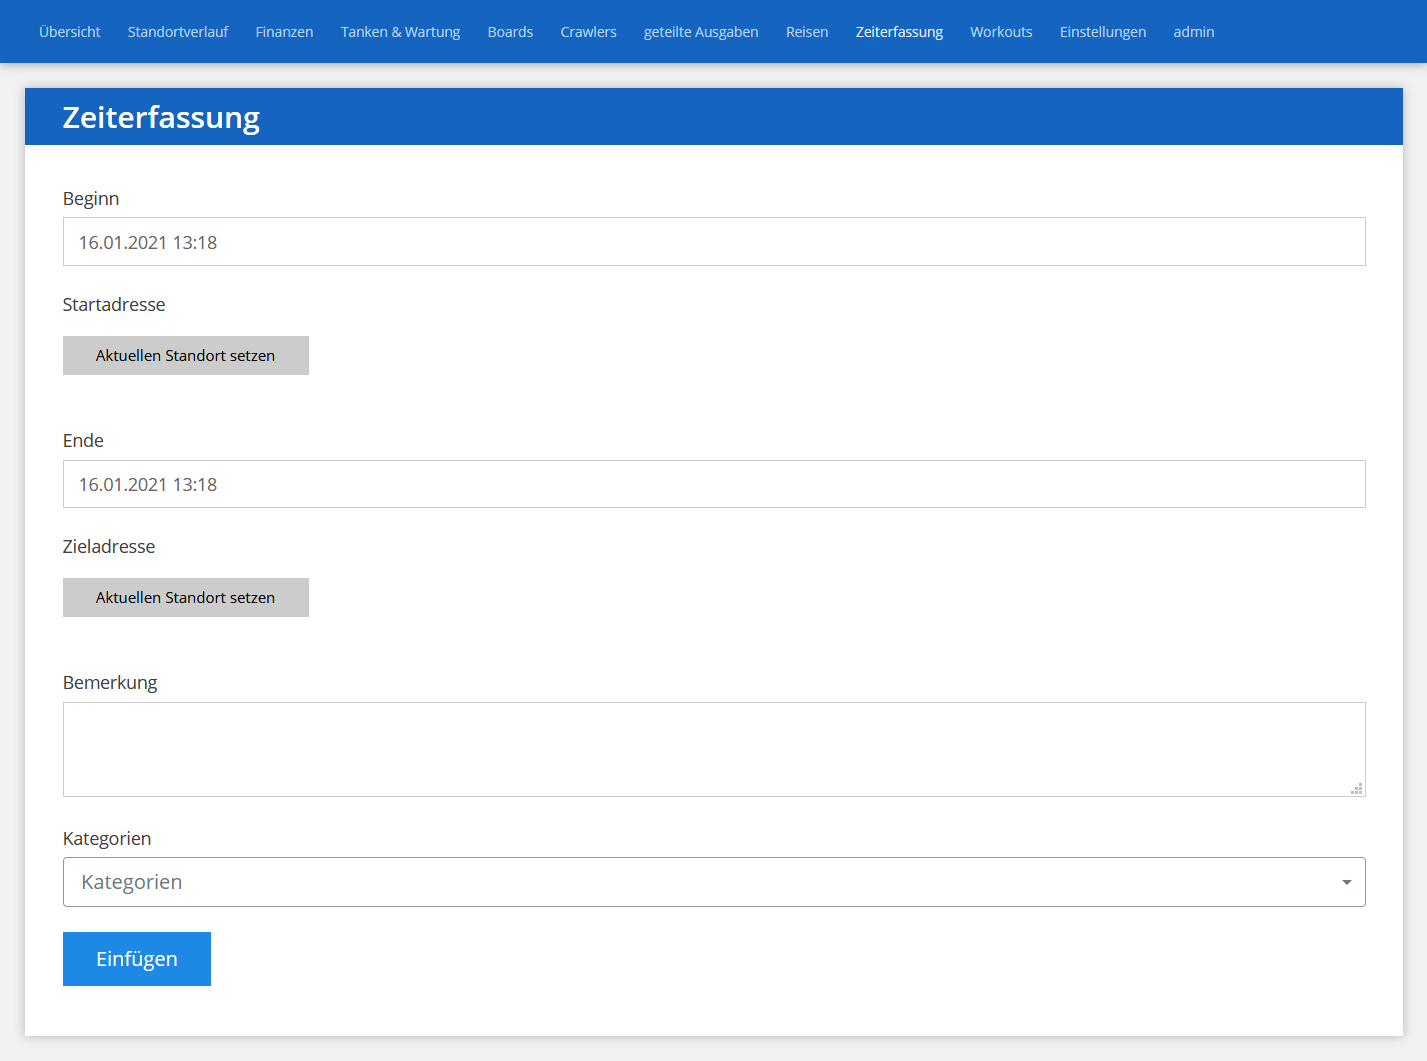 Übersicht Standortverlauf Finanzen Tanken & Wartung Boards Crawlers geteilte Ausgaben Reisen Zeiterfassung Workouts Einstellungen admin
Zeiterfassung
Beginn
16.01.2021 13:18
Startadresse
Aktuellen Standort setzen
Ende
16.01.2021 13:18
Zieladresse
Aktuellen Standort setzen
Bemerkung
Kategorien
Kategorien
Einfügen